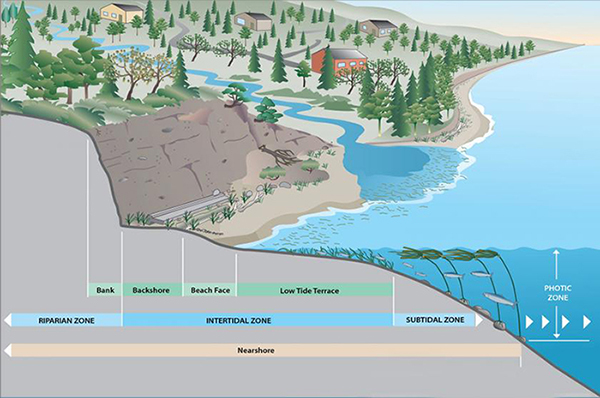 PHOTIC
ZONE
Bank
Backshore
Beach Face
Low Tide Terrace
RIPARIAN ZONE
INTERTIDAL ZONE
SUBTIDAL ZONE
Nearshore